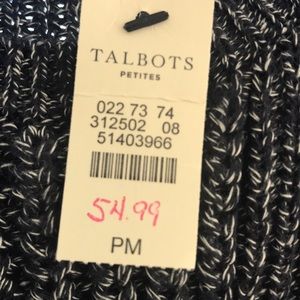 TALBOTS
PETITES
022 73 74
312502 08
51403966
54.99
PM